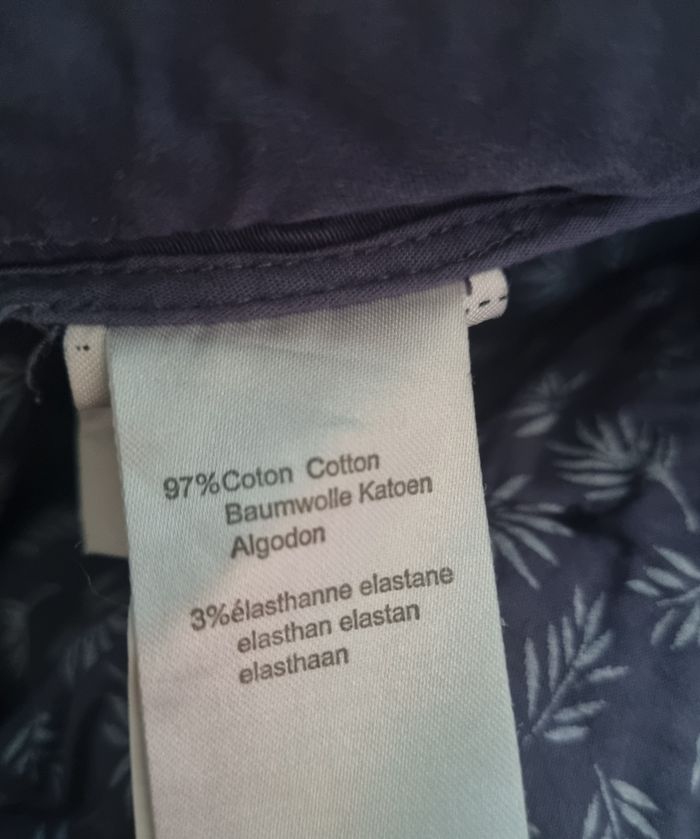 97%Coton Cotton
Baumwolle Katoen
Algodon
3%élasthanne elastane
elasthan elastan
elasthaan